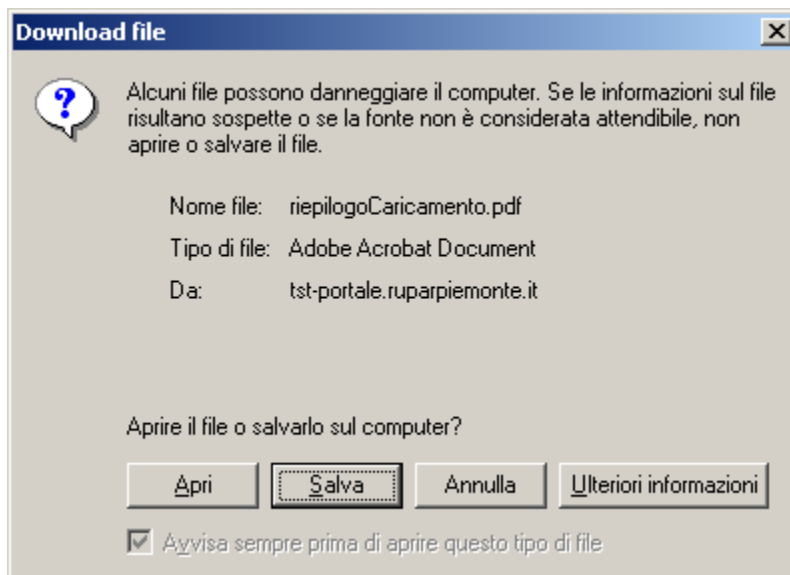 Download file
Alcuni file possono danneggiare il computer. Se le informazioni sul file
risultano sospette o se la fonte non è considerata attendibile, non
aprire o salvare il file.
Nome file: riepilogoCaricamento.pdf
Tipo di file: Adobe Acrobat Document
Da: tst-portale.ruparpiemonte.it
Aprire il file o salvarlo sul computer?
Apri Salva Annulla Ulteriori informazioni
Avvisa sempre prima di aprire questo tipo di file